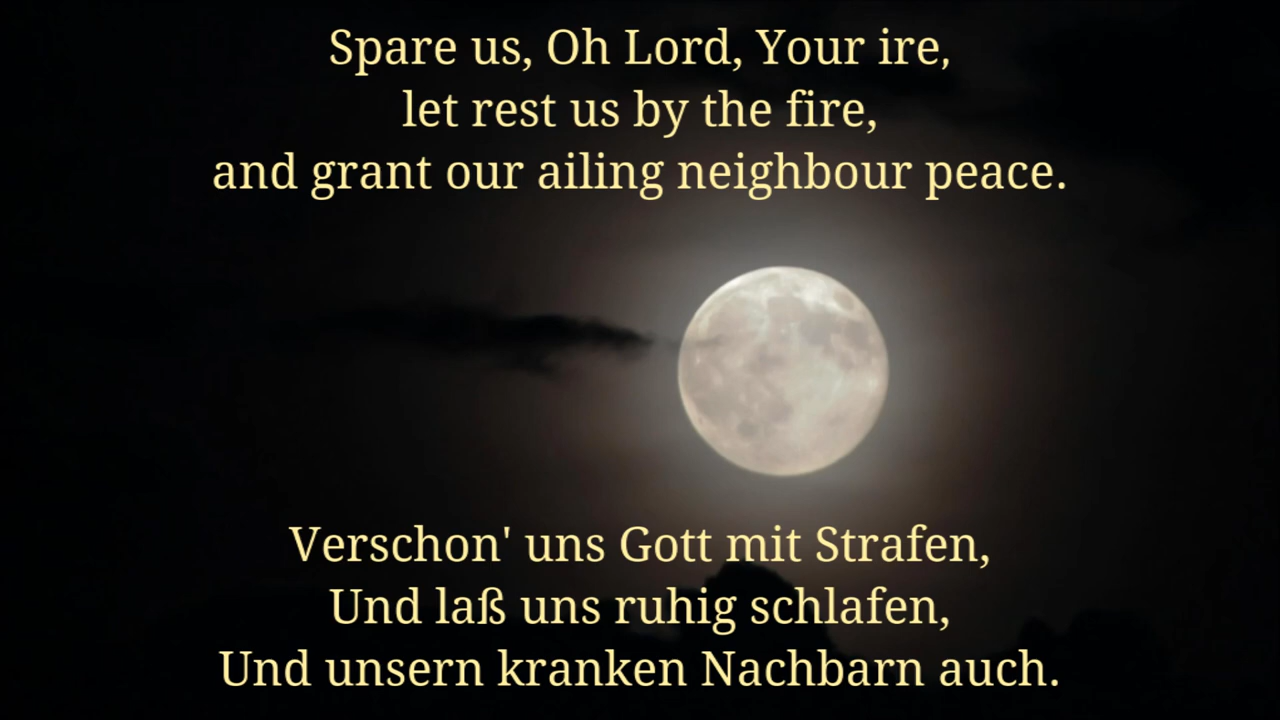 Spare us, Oh Lord, Your ire,
let rest us by the fire,
and grant our ailing neighbour peace.
Verschon' uns Gott mit Strafen,
Und laß uns ruhig schlafen,
Und unsern kranken Nachbarn auch.